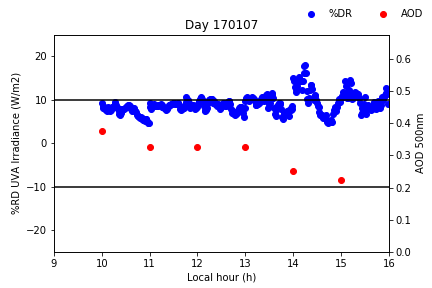 %DR AOD
Day 170107
%RD UVA Irradiance (W/m2)
20
10
0
−10
−20
0.6
0.5
0.4
0.3
0.2
0.1
0.0
AOD 500nm
9 10 11 12 13 14 15 16
Local hour (h)